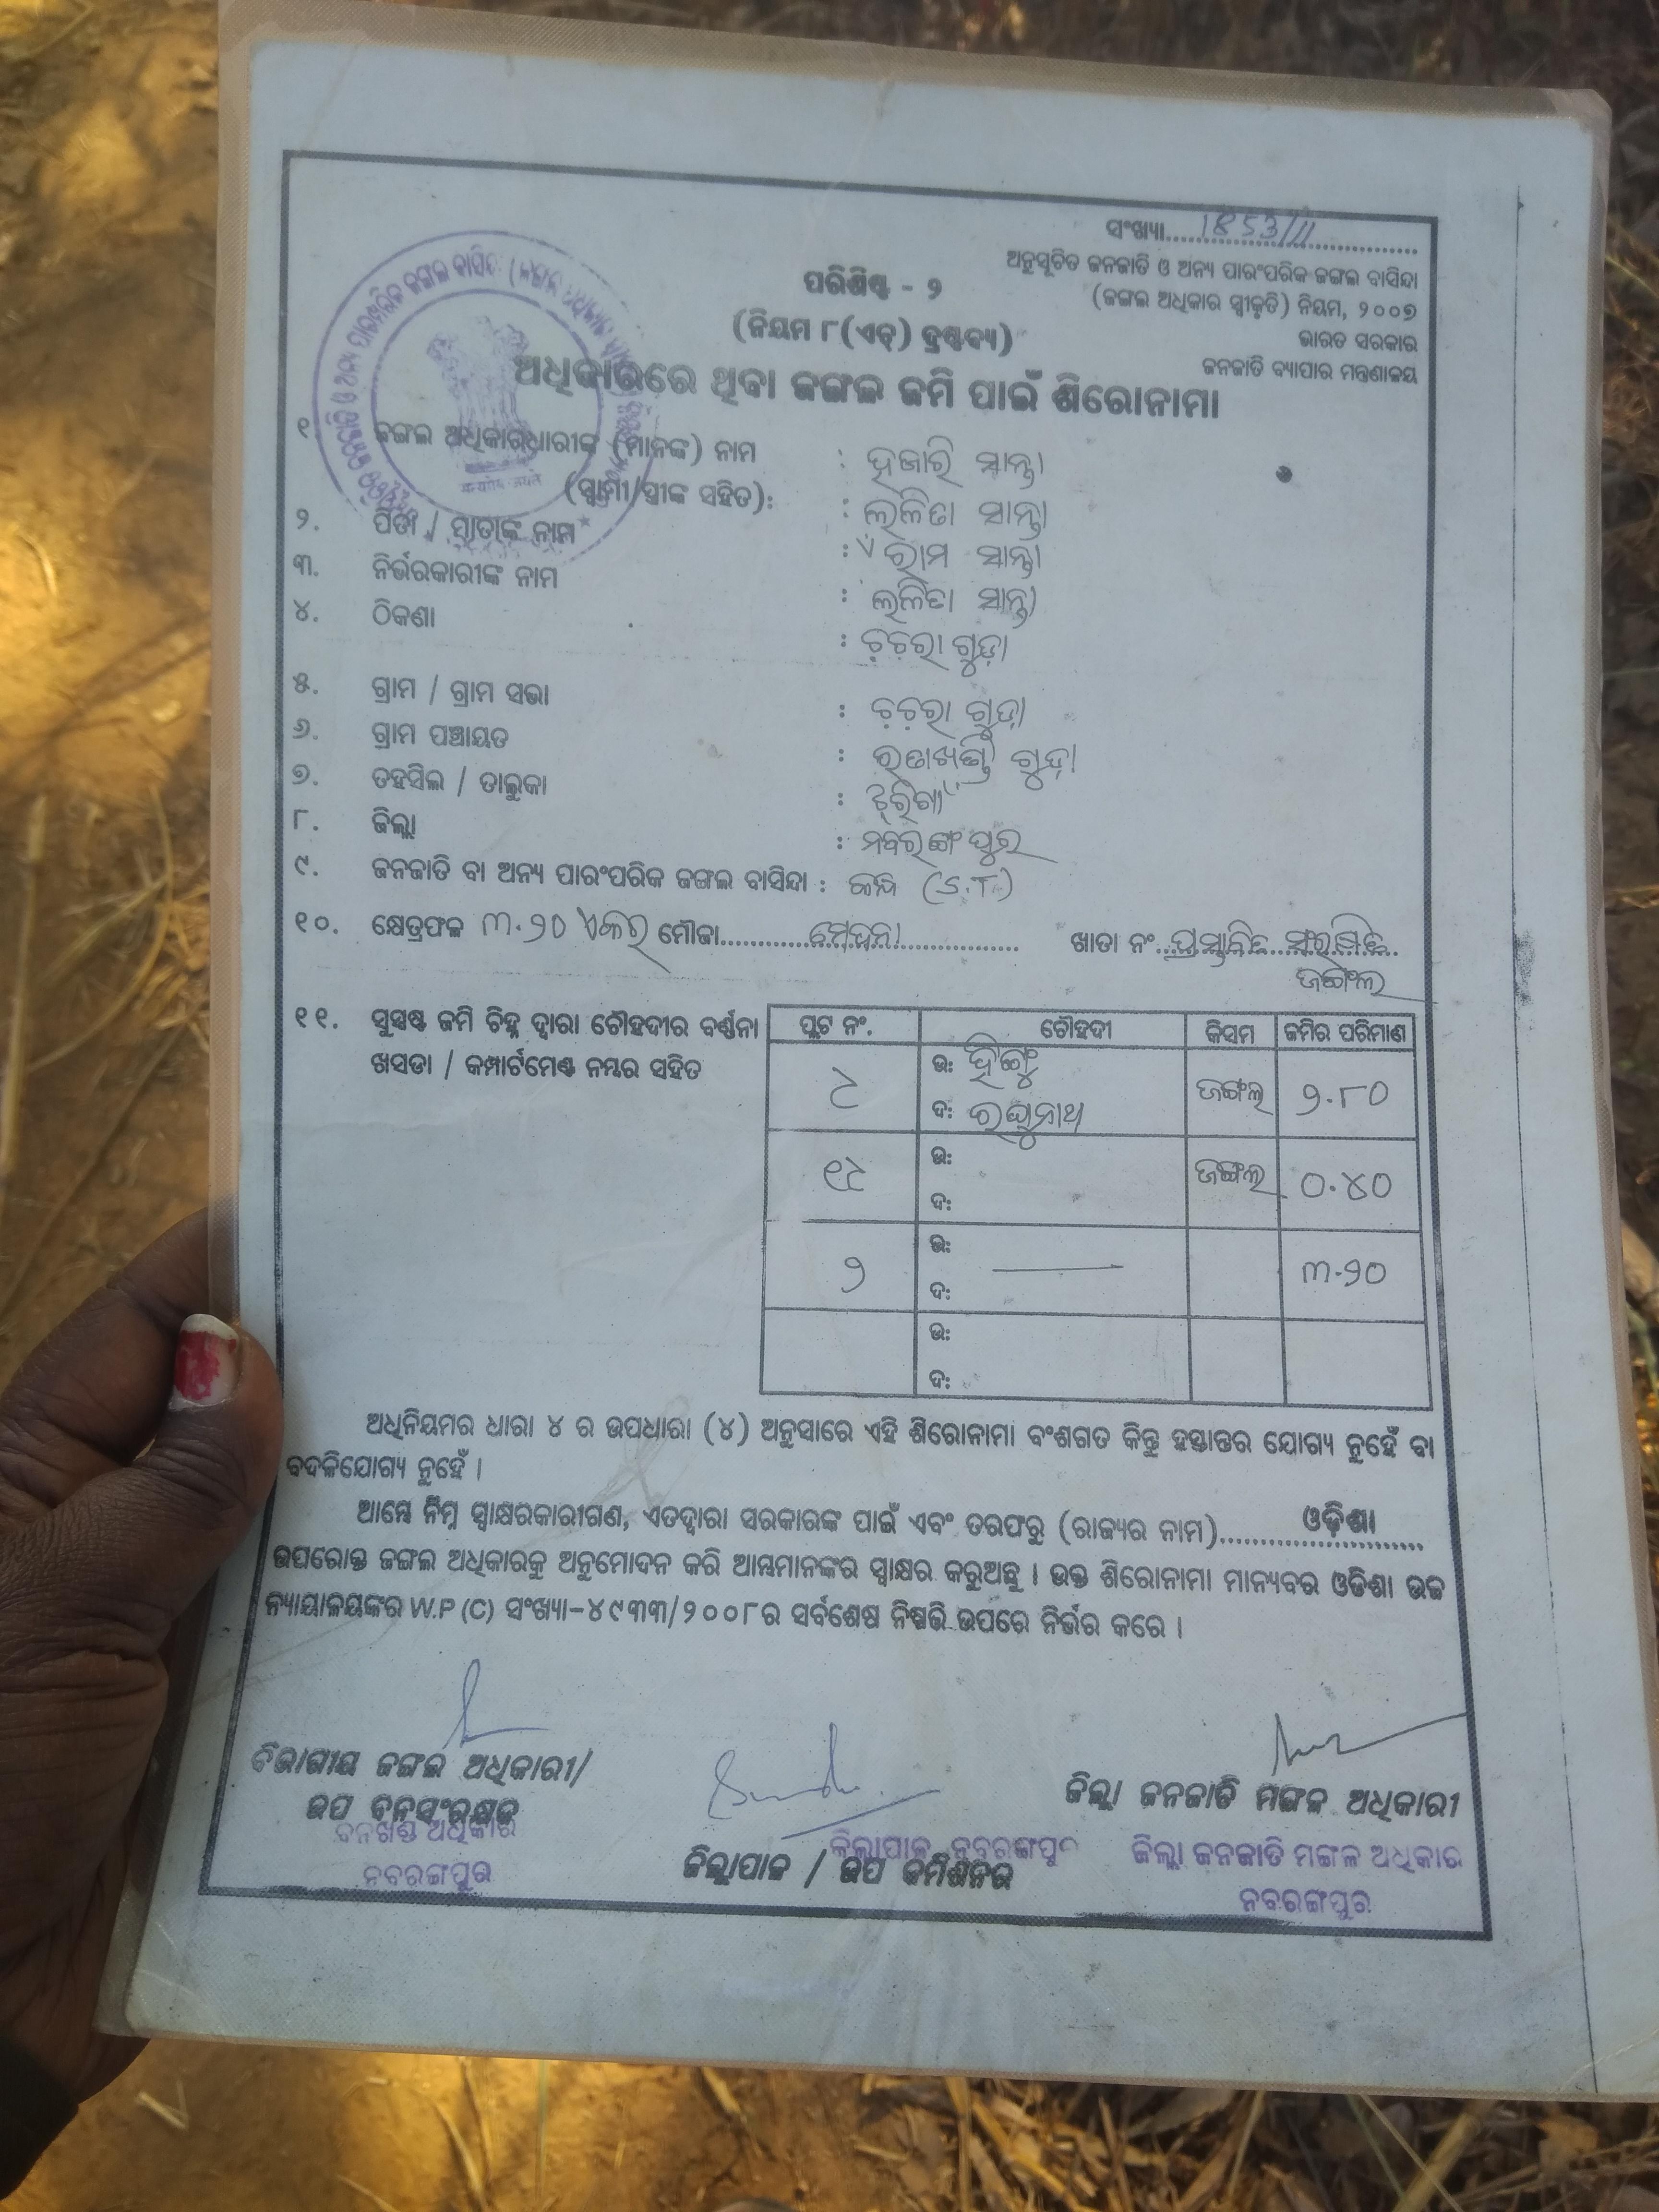 ସଂଖ୍ୟା 1853/11
ଅନୁସୂଚିତ ଜନଜାତି ଓ ଅନ୍ୟ ପାରଂପରିକ ଜଙ୍ଗଲ ବାସିନ୍ଦା
(ଜଙ୍ଗଲ ଅଧିକାର ସ୍ୱୀକୃତି) ନିୟମ, ୨୦୦୭
ଭାରତ ସରକାର
ଜନଜାତି ବ୍ୟାପାର ମନ୍ତ୍ରଣାଳୟ
ପରିଶିଷ୍ଟ - ୨
(ନିୟମ ୮(ଏଚ୍) ଦ୍ରଷ୍ଟବ୍ୟ)
ଅଧିକାରରେ ଥିବା ଜଙ୍ଗଲ ଜମି ପାଇଁ ଶିରୋନାମା
୧ ଜଙ୍ଗଲ ଅଧିକାରଧାରୀଙ୍କ (ମାନଙ୍କ) ନାମ : ହଜାରି ସାନ୍ତା
(ସ୍ୱାମୀ/ସ୍ତ୍ରୀଙ୍କ ସହିତ): : ଲଳିତା ସାନ୍ତା
୨. ପିତା / ମାତାଙ୍କ ନାମ : ରାମ ସାନ୍ତା
୩. ନିର୍ଭରକାରୀଙ୍କ ନାମ : ଲଳିତା ସାନ୍ତା
୪. ଠିକଣା : ଚଚରା ଗୁଡ଼ା
୫. ଗ୍ରାମ / ଗ୍ରାମ ସଭା : ଚଚରା ଗୁଡ଼ା
୬. ଗ୍ରାମ ପଞ୍ଚାୟତ : ରତାଖଣ୍ଡି ଗୁଡ଼ା
୭. ତହସିଲ / ତାଲୁକା :
୮. ଜିଲ୍ଲା : ନବରଙ୍ଗପୁର
୯. ଜନଜାତି ବା ଅନ୍ୟ ପାରଂପରିକ ଜଙ୍ଗଲ ବାସିନ୍ଦା : (S.T)
୧୦. କ୍ଷେତ୍ରଫଳ ୩.୨୦ ଏକର ମୌଜା ଖାତା ନଂ ପ୍ରସ୍ତାବିତ ସଂରକ୍ଷିତ
ଜଙ୍ଗଲ
୧୧. ସୁସ୍ପଷ୍ଟ ଜମି ଚିହ୍ନ ଦ୍ୱାରା ଚୌହଦୀର ବର୍ଣ୍ଣନା
ଖସଡା / କମ୍ପାର୍ଟମେଣ୍ଟ ନମ୍ବର ସହିତ
ପ୍ଲଟ ନଂ. ଚୌହଦୀ କିସମ ଜମିର ପରିମାଣ
୯ ଉ: ହିଙ୍ଗୁ ଜଙ୍ଗଲ ୨.୮୦
ଦ: ରଘୁନାଥ
୧୯ ଉ: ଜଙ୍ଗଲ ୦.୪୦
ଦ:
୨ ଉ: ୩.୨୦
ଦ:
ଉ:
ଦ:
ଅଧିନିୟମର ଧାରା ୪ ର ଉପଧାରା (୪) ଅନୁସାରେ ଏହି ଶିରୋନାମା ବଂଶଗତ କିନ୍ତୁ ହସ୍ତାନ୍ତର ଯୋଗ୍ୟ ନୁହେଁ ବା
ବଦଳିଯୋଗ୍ୟ ନୁହେଁ ।
ଆମ୍ଭେ ନିମ୍ନ ସ୍ୱାକ୍ଷରକାରୀଗଣ, ଏତଦ୍ୱାରା ସରକାରଙ୍କ ପାଇଁ ଏବଂ ତରଫରୁ (ରାଜ୍ୟର ନାମ) ଓଡ଼ିଶା
ଉପରୋକ୍ତ ଜଙ୍ଗଲ ଅଧିକାରକୁ ଅନୁମୋଦନ କରି ଆମ୍ଭମାନଙ୍କର ସ୍ୱାକ୍ଷର କରୁଅଛୁ । ଉକ୍ତ ଶିରୋନାମା ମାନ୍ୟବର ଓଡିଶା ଉଚ୍ଚ
ନ୍ୟାୟାଳୟଙ୍କର W.P (C) ସଂଖ୍ୟା-୪୯୩୩/୨୦୦୮ର ସର୍ବଶେଷ ନିଷ୍ପତ୍ତି ଉପରେ ନିର୍ଭର କରେ ।
ବିଭାଗୀୟ ଜଙ୍ଗଲ ଅଧିକାରୀ/
ଉପ ବନସଂରକ୍ଷକ
ବନଖଣ୍ଡ ଅଧିକାରୀ
ନବରଙ୍ଗପୁର
ଜିଲ୍ଲାପାଳ ନବରଙ୍ଗପୁର
ଜିଲ୍ଲାପାଳ / ଉପ କମିଶନର
ଜିଲ୍ଲା ଜନଜାତି ମଙ୍ଗଳ ଅଧିକାରୀ
ଜିଲ୍ଲା ଜନଜାତି ମଙ୍ଗଳ ଅଧିକାରୀ
ନବରଙ୍ଗପୁର